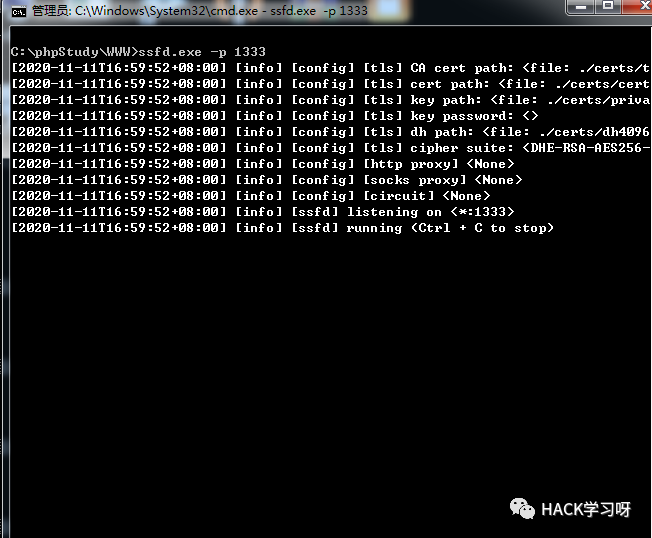 管理员: C:\Windows\System32\cmd.exe - ssfd.exe -p 1333
C:\phpStudy\WWW>ssfd.exe -p 1333
[2020-11-11T16:59:52+08:00] [info] [config] [tls] CA cert path: <file: ./certs/t
[2020-11-11T16:59:52+08:00] [info] [config] [tls] cert path: <file: ./certs/cert
[2020-11-11T16:59:52+08:00] [info] [config] [tls] key path: <file: ./certs/priva
[2020-11-11T16:59:52+08:00] [info] [config] [tls] key password: <>
[2020-11-11T16:59:52+08:00] [info] [config] [tls] dh path: <file: ./certs/dh4096
[2020-11-11T16:59:52+08:00] [info] [config] [tls] cipher suite: <DHE-RSA-AES256-
[2020-11-11T16:59:52+08:00] [info] [config] [http proxy] <None>
[2020-11-11T16:59:52+08:00] [info] [config] [socks proxy] <None>
[2020-11-11T16:59:52+08:00] [info] [config] [circuit] <None>
[2020-11-11T16:59:52+08:00] [info] [ssfd] listening on <*:1333>
[2020-11-11T16:59:52+08:00] [info] [ssfd] running (Ctrl + C to stop)
HACK学习呀